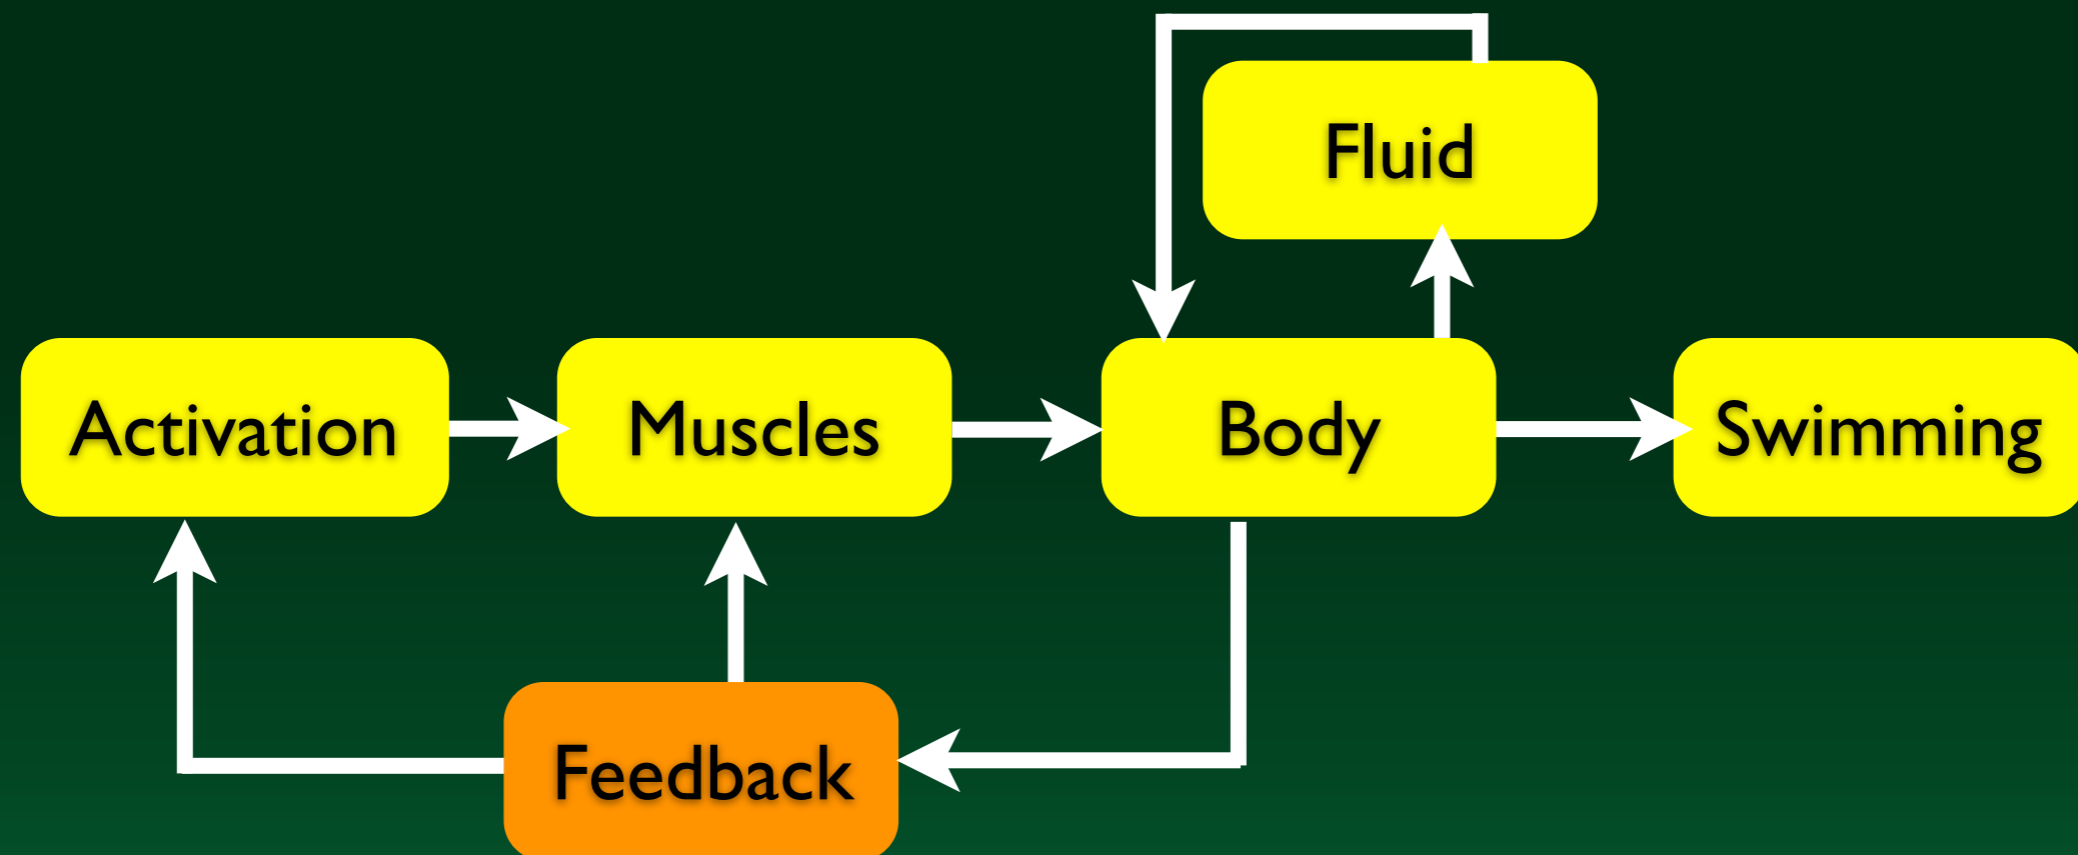 Fluid
Activation
Muscles
Body
Swimming
Feedback